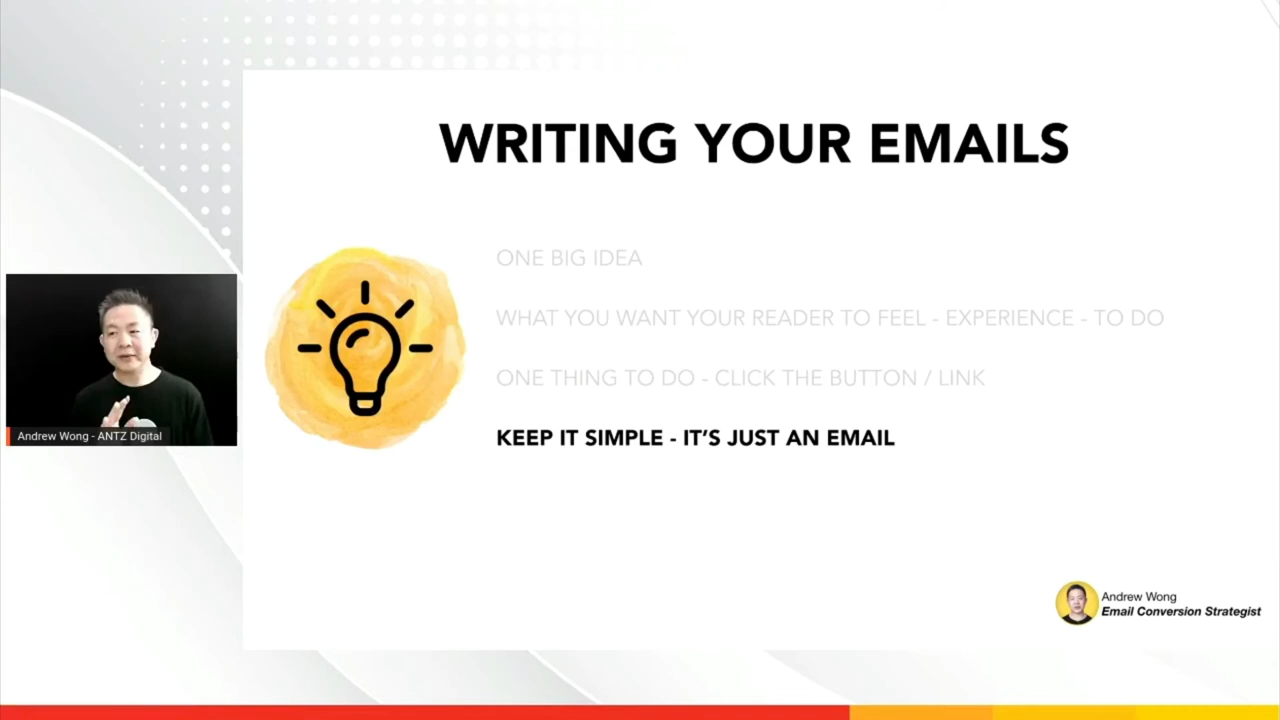 WRITING YOUR EMAILS
ONE BIG IDEA
WHAT YOU WANT YOUR READER TO FEEL - EXPERIENCE - TO DO
ONE THING TO DO - CLICK THE BUTTON / LINK
KEEP IT SIMPLE - IT’S JUST AN EMAIL
Andrew Wong - ANTZ Digital
Andrew Wong
Email Conversion Strategist